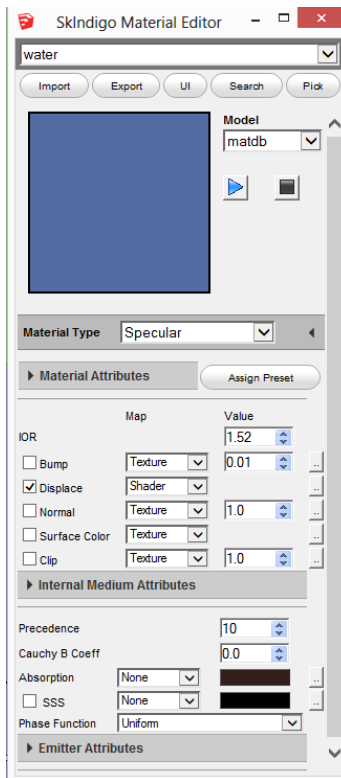 SkIndigo Material Editor
water
Import Export UI Search Pick
Model
matdb
Material Type Specular
Material Attributes Assign Preset
Map Value
IOR 1.52
Bump Texture 0.01 ..
Displace Shader ..
Normal Texture 1.0 ..
Surface Color Texture ..
Clip Texture 1.0 ..
Internal Medium Attributes
Precedence 10
Cauchy B Coeff 0.0
Absorption None ..
SSS None ..
Phase Function Uniform
Emitter Attributes